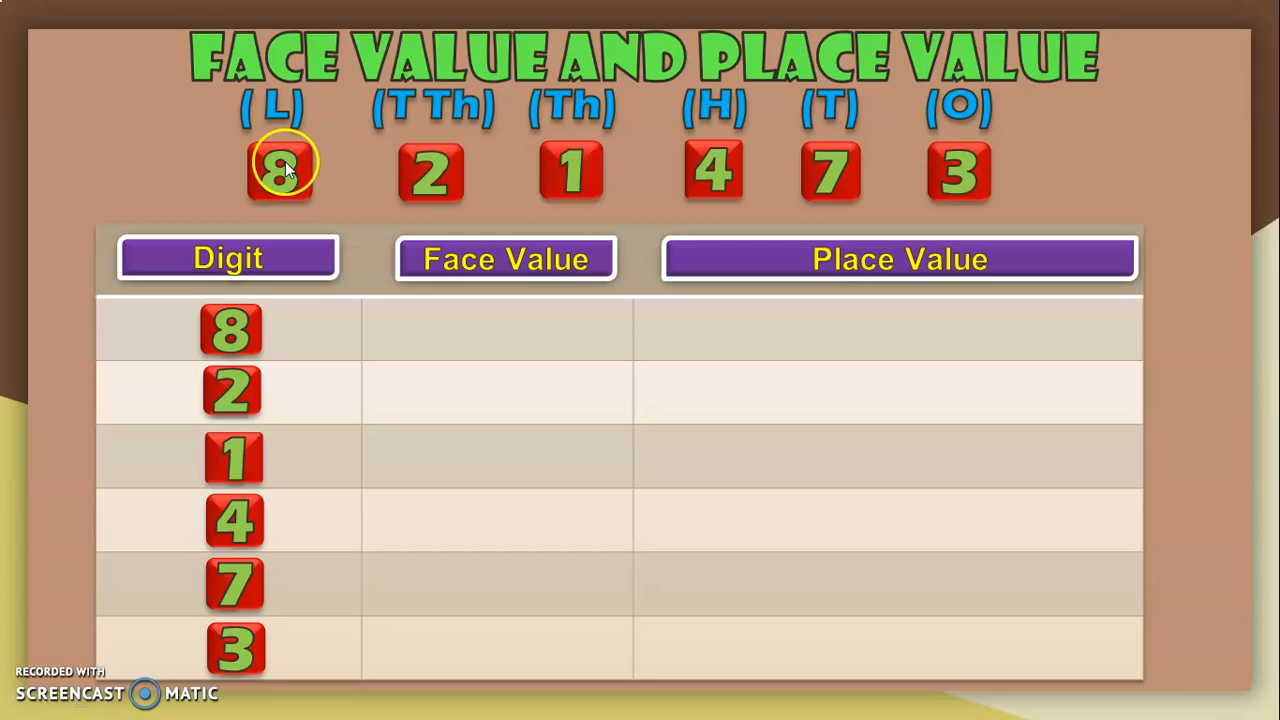 FACE VALUE AND PLACE VALUE
(L) (T Th) (Th) (H) (T) (O)
8 2 1 4 7 3
Digit Face Value Place Value
8
2
1
4
7
3
RECORDED WITH
SCREENCAST MATIC